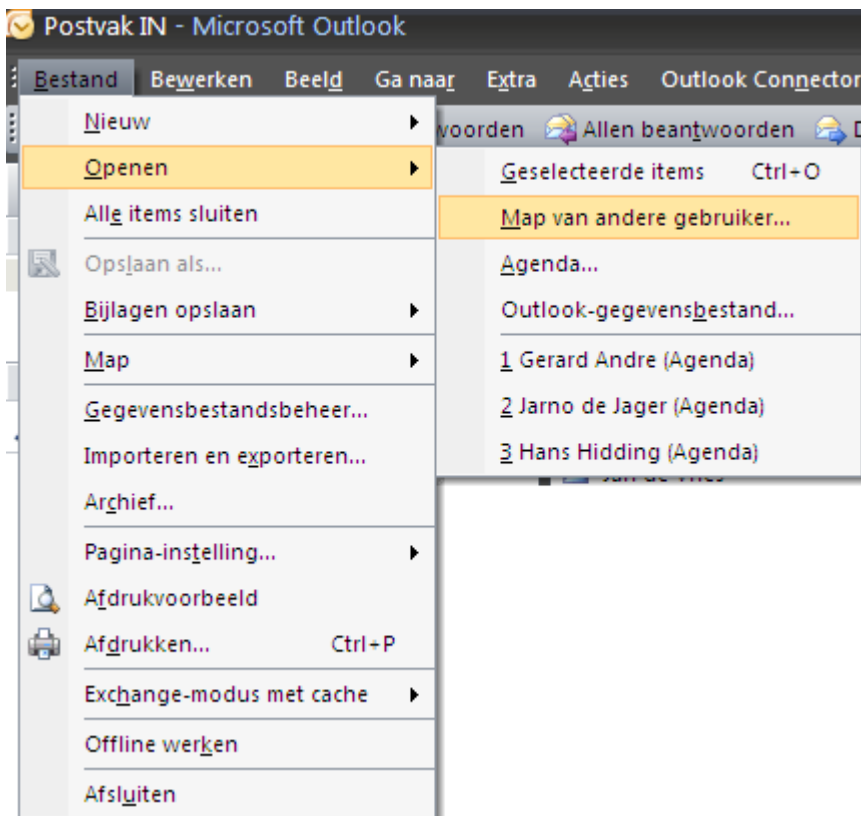 Postvak IN - Microsoft Outlook
Bestand Bewerken Beeld Ga naar Extra Acties Outlook Connector
Nieuw
woorden Allen beantwoorden
Openen
Geselecteerde items Ctrl+O
Alle items sluiten
Map van andere gebruiker...
Opslaan als...
Agenda...
Bijlagen opslaan
Outlook-gegevensbestand...
Map
1 Gerard Andre (Agenda)
Gegevensbestandsbeheer...
2 Jarno de Jager (Agenda)
Importeren en exporteren...
3 Hans Hidding (Agenda)
Archief...
Pagina-instelling...
Afdrukvoorbeeld
Afdrukken... Ctrl+P
Exchange-modus met cache
Offline werken
Afsluiten